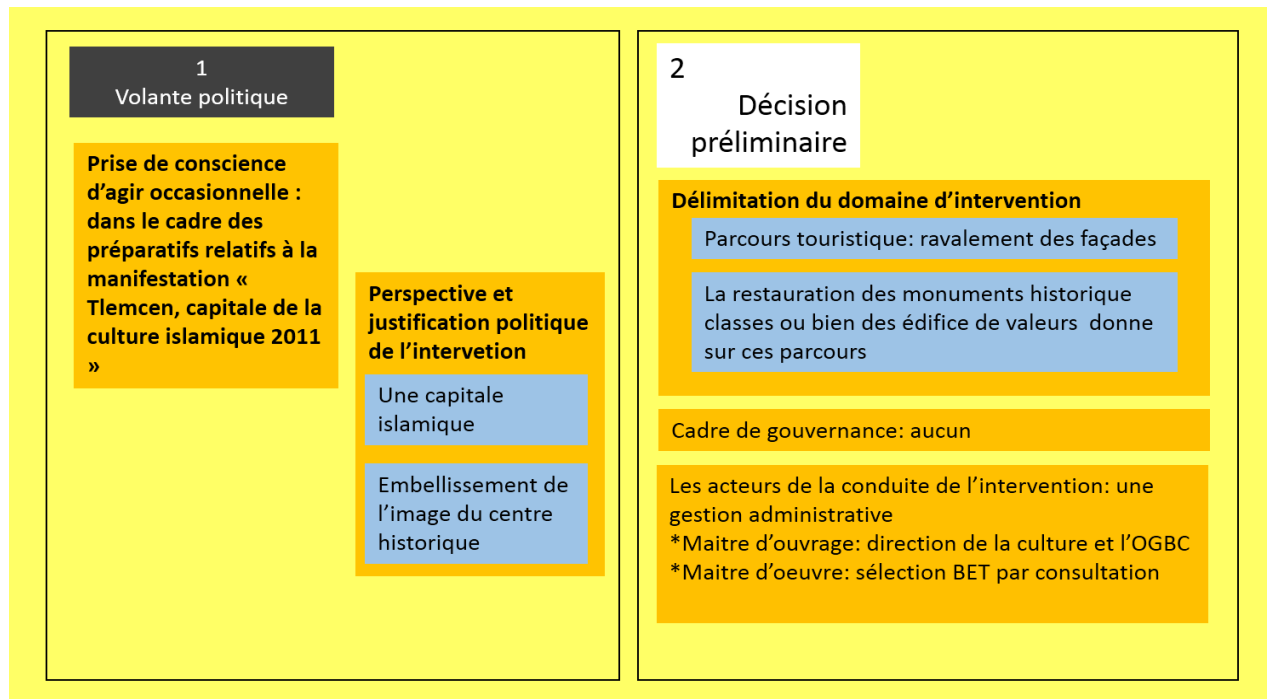 1
Volante politique
Prise de conscience
d’agir occasionnelle :
dans le cadre des
préparatifs relatifs à la
manifestation «
Tlemcen, capitale de la
culture islamique 2011
»
Perspective et
justification politique
de l’intervetion
Une capitale
islamique
Embellissement de
l’image du centre
historique
2
Décision
préliminaire
Délimitation du domaine d’intervention
Parcours touristique: ravalement des façades
La restauration des monuments historique
classes ou bien des édifice de valeurs  donne
sur ces parcours
Cadre de gouvernance: aucun
Les acteurs de la conduite de l’intervention: une
gestion administrative
*Maitre d’ouvrage: direction de la culture et l’OGBC
*Maitre d’oeuvre: sélection BET par consultation